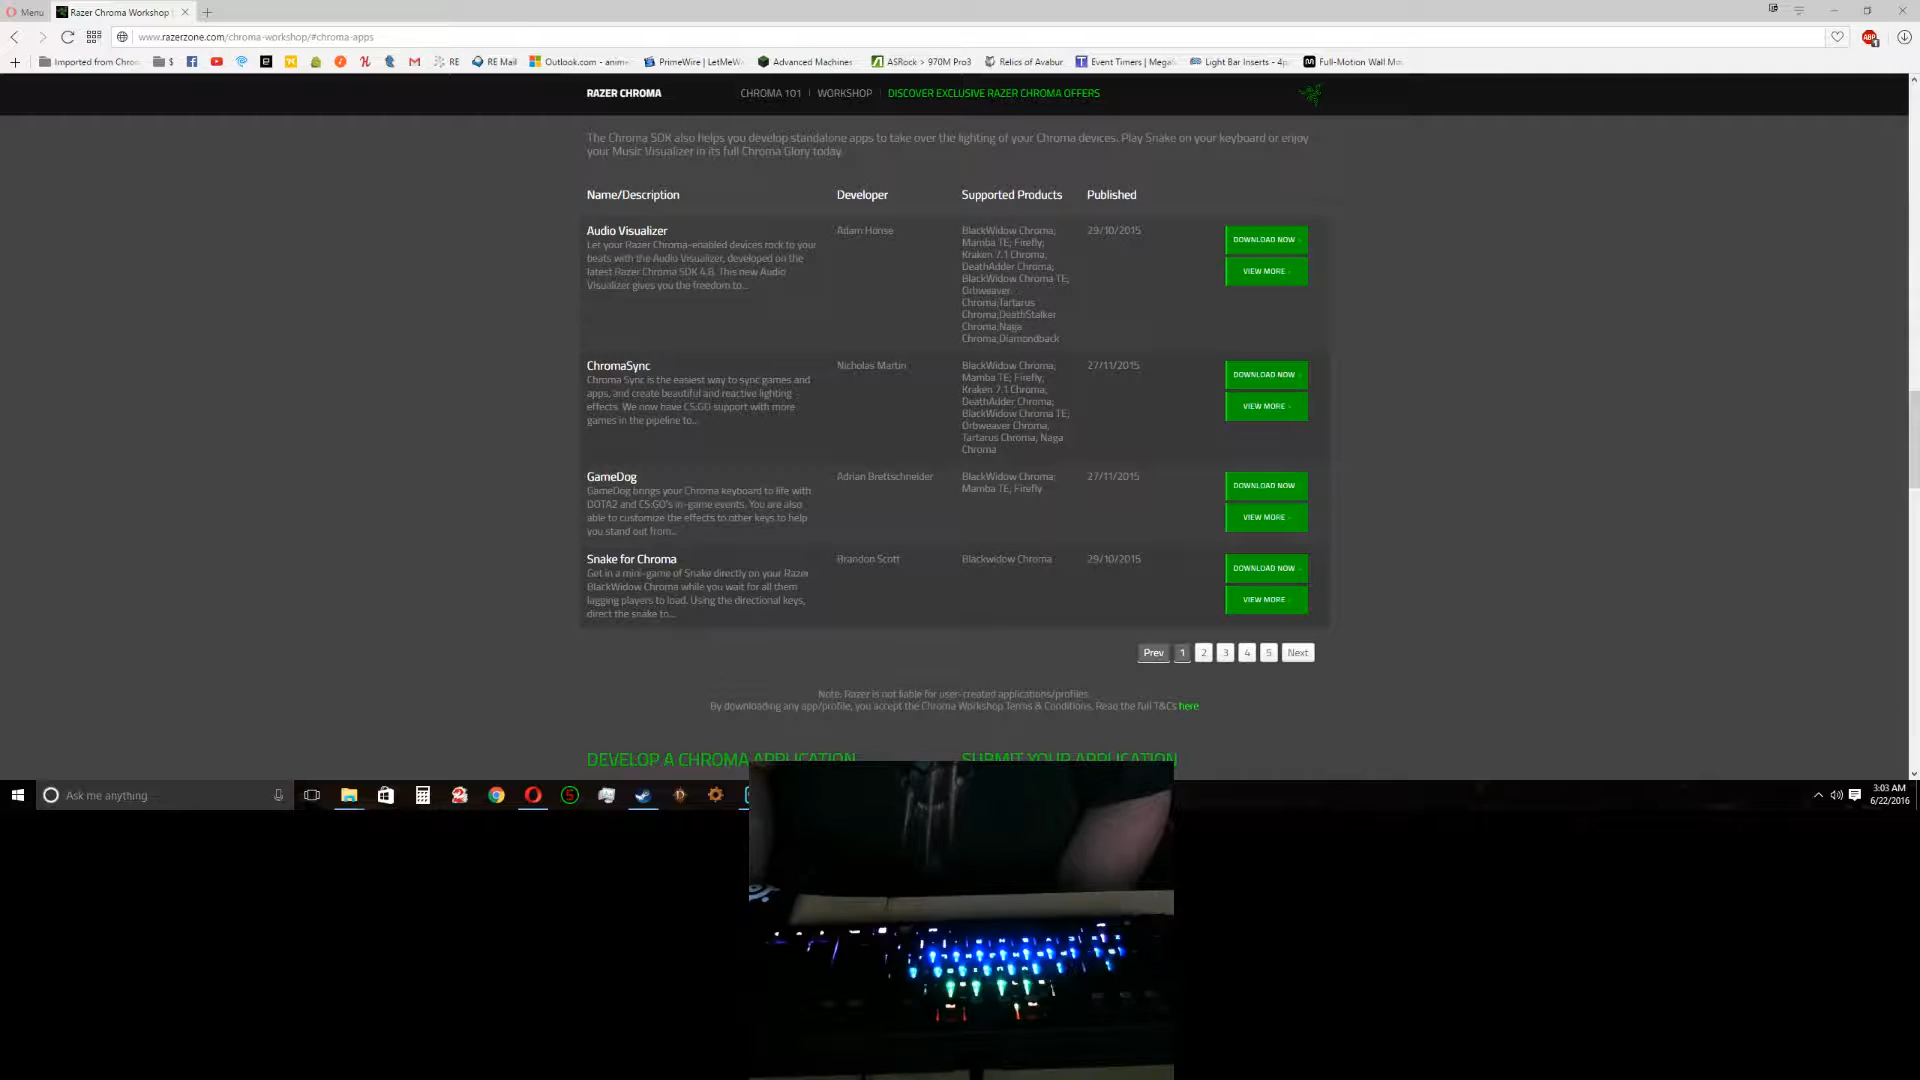 Menu
Razer Chroma Workshop
www.razerzone.com/chroma-workshop/#chroma-apps
Imported from Chro
$
RE
RE Mail
Outlook.com - anime
PrimeWire | LetMeW
Advanced Machines
ASRock > 970M Pro3
Relics of Avabur
Event Timers | Mega
Light Bar Inserts - 4p
Full-Motion Wall Mo
RAZER CHROMA
CHROMA 101 | WORKSHOP | DISCOVER EXCLUSIVE RAZER CHROMA OFFERS
The Chroma SDK also helps you develop standalone apps to take over the lighting of your Chroma devices. Play Snake on your keyboard or enjoy
your Music Visualizer in its full Chroma Glory today.
Name/Description
Developer
Supported Products
Published
Audio Visualizer
Let your Razer Chroma-enabled devices rock to your
beats with the Audio Visualizer, developed on the
latest Razer Chroma SDK 4.8. This new Audio
Visualizer gives you the freedom to...
Adam Honse
BlackWidow Chroma;
Mamba TE; Firefly;
Kraken 7.1 Chroma;
DeathAdder Chroma;
BlackWidow Chroma TE;
Orbweaver
Chroma;Tartarus
Chroma;DeathStalker
Chroma;Naga
Chroma;Diamondback
29/10/2015
DOWNLOAD NOW
VIEW MORE
ChromaSync
Chroma Sync is the easiest way to sync games and
apps, and create beautiful and reactive lighting
effects. We now have CS:GO support with more
games in the pipeline to...
Nicholas Martin
BlackWidow Chroma;
Mamba TE; Firefly;
Kraken 7.1 Chroma;
DeathAdder Chroma;
BlackWidow Chroma TE;
Orbweaver Chroma,
Tartarus Chroma, Naga
Chroma
27/11/2015
DOWNLOAD NOW
VIEW MORE
GameDog
GameDog brings your Chroma keyboard to life with
DOTA2 and CS:GO's in-game events. You are also
able to customize the effects to other keys to help
you stand out from...
Adrian Brettschneider
BlackWidow Chroma;
Mamba TE; Firefly
27/11/2015
DOWNLOAD NOW
VIEW MORE
Snake for Chroma
Get in a mini-game of Snake directly on your Razer
BlackWidow Chroma while you wait for all them
lagging players to load. Using the directional keys,
direct the snake to...
Brandon Scott
Blackwidow Chroma
29/10/2015
DOWNLOAD NOW
VIEW MORE
Prev 1 2 3 4 5 Next
Note: Razer is not liable for user-created applications/profiles.
By downloading any app/profile, you accept the Chroma Workshop Terms & Conditions. Read the full T&Cs here
DEVELOP A CHROMA APPLICATION
SUBMIT YOUR APPLICATION
Ask me anything
3:03 AM
6/22/2016